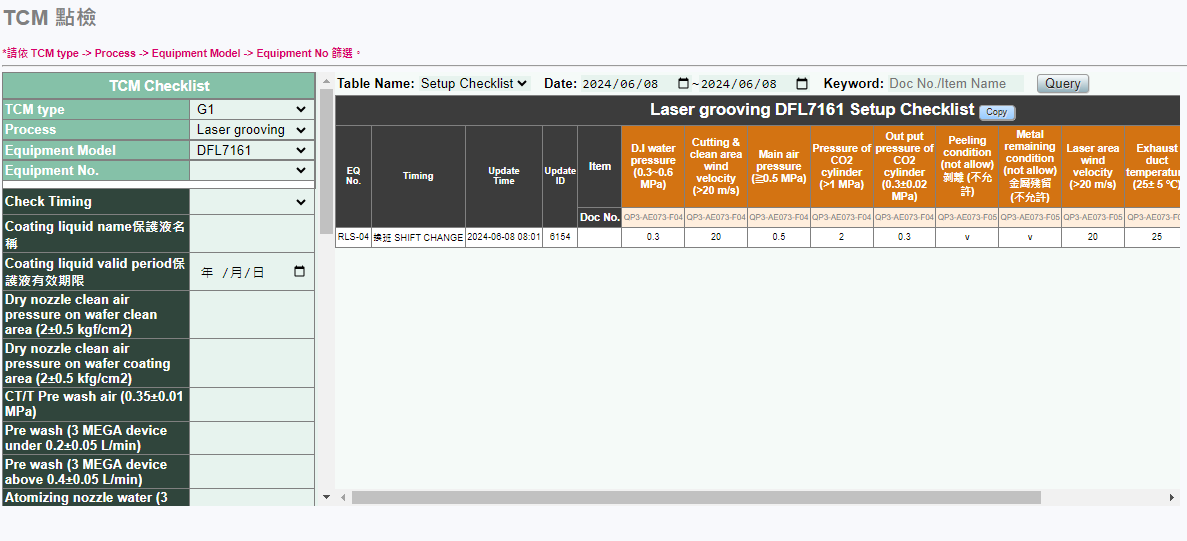 TCM 點檢
*請依 TCM type -> Process -> Equipment Model -> Equipment No 篩選。
TCM Checklist
TCM type G1
Process Laser grooving
Equipment Model DFL7161
Equipment No.
Check Timing
Coating liquid name保護液名
稱
Coating liquid valid period保
護液有效期限
年 /月/日
Dry nozzle clean air
pressure on wafer clean
area (2±0.5 kgf/cm2)
Dry nozzle clean air
pressure on wafer coating
area (2±0.5 kfg/cm2)
CT/T Pre wash air (0.35±0.01
MPa)
Pre wash (3 MEGA device
under 0.2±0.05 L/min)
Pre wash (3 MEGA device
above 0.4±0.05 L/min)
Atomizing nozzle water (3
Table Name: Setup Checklist Date: 2024/06/08 ~2024/06/08 Keyword: Doc No./Item Name Query
Laser grooving DFL7161 Setup Checklist Copy
EQ
No.
Timing
Update
Time
Update
ID
Item
D.I water
pressure
(0.3~0.6
MPa)
Cutting &
clean area
wind
velocity
(>20 m/s)
Main air
pressure
(≧0.5 MPa)
Pressure of
CO2
cylinder
(>1 MPa)
Out put
pressure of
CO2
cylinder
(0.3±0.02
MPa)
Peeling
condition
(not allow)
剝離 (不允
許)
Metal
remaining
condition
(not allow)
金屬殘留
(不允許)
Laser area
wind
velocity
(>20 m/s)
Exhaust
duct
temperatur
(25± 5 ℃)
Doc No. QP3-AE073-F04 QP3-AE073-F04 QP3-AE073-F04 QP3-AE073-F04 QP3-AE073-F04 QP3-AE073-F05 QP3-AE073-F05 QP3-AE073-F05 QP3-AE073-F0
RLS-04 換班 SHIFT CHANGE 2024-06-08 08:01 6154 0.3 20 0.5 2 0.3 v v 20 25